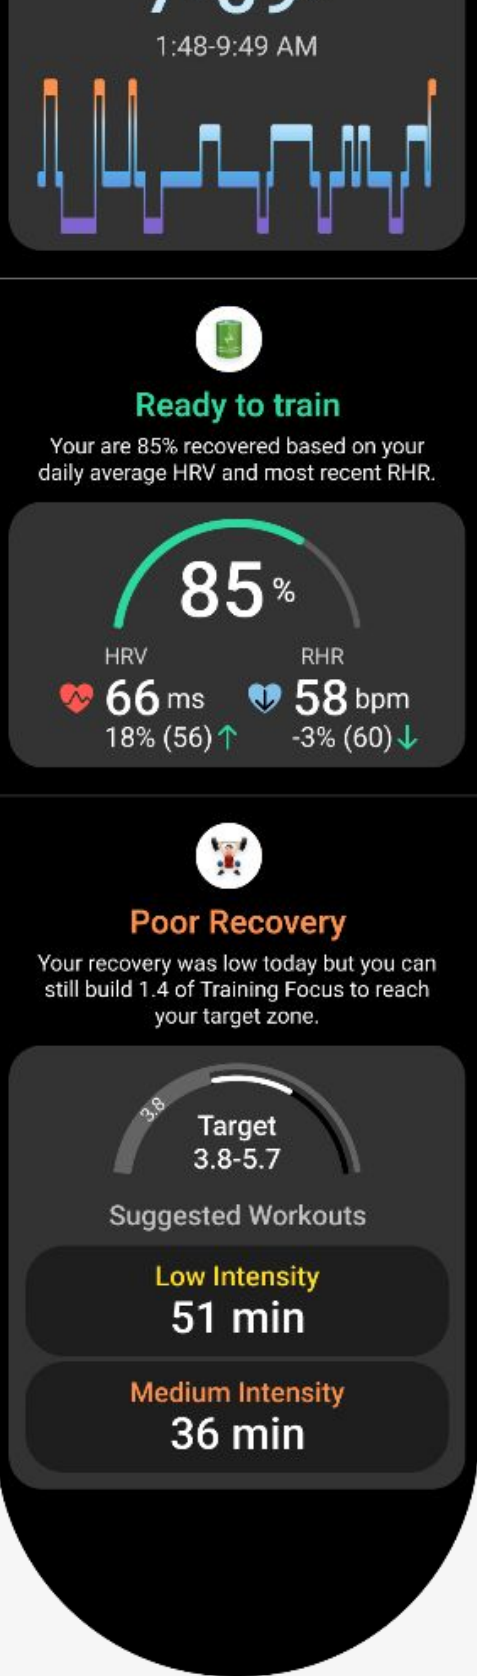 1:48-9:49 AM
Ready to train
Your are 85% recovered based on your
daily average HRV and most recent RHR.
85%
HRV RHR
66 ms 58 bpm
18% (56)↑ -3% (60)↓
Poor Recovery
Your recovery was low today but you can
still build 1.4 of Training Focus to reach
your target zone.
3.8
Target
3.8-5.7
Suggested Workouts
Low Intensity
51 min
Medium Intensity
36 min